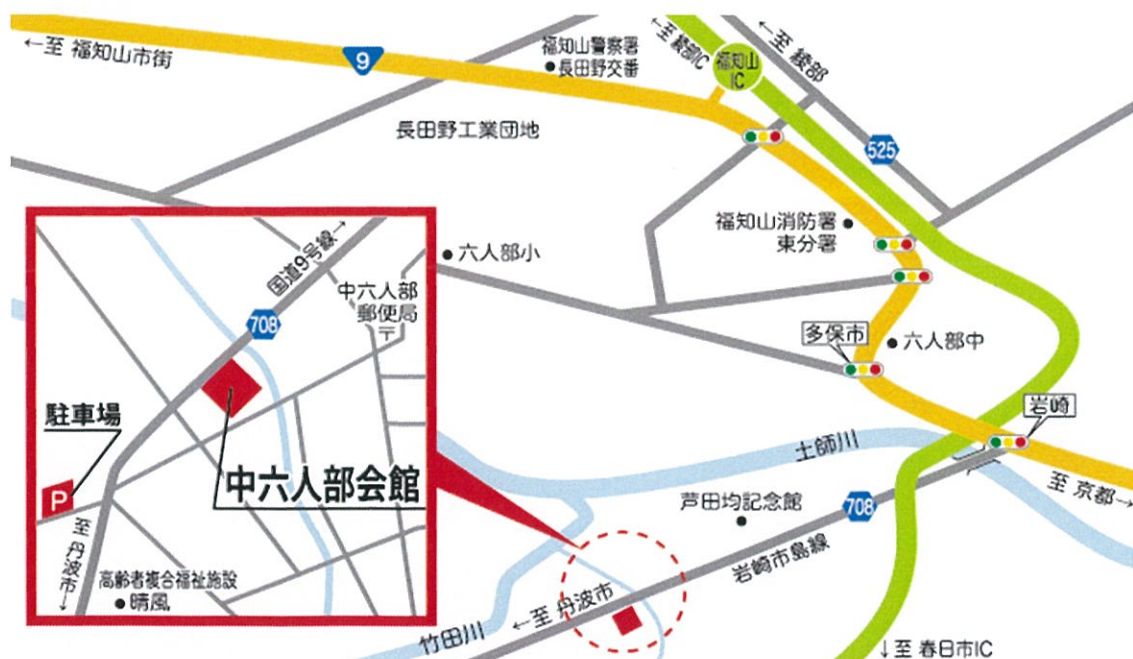 ←至 福知山市街
9
福知山警察署
長田野交番
←至 綾部IC
福知山
IC
←至 綾部
長田野工業団地
525
福知山消防署
東分署
六人部小
多保市
六人部中
岩崎
土師川
至 京都→
芦田均記念館
708
岩崎市島線
←至 丹波市
竹田川
↓至 春日市IC
国道9号線→
708
中六人部
郵便局
〒
駐車場
P
中六人部会館
至 丹波市↓
高齢者複合福祉施設
晴風